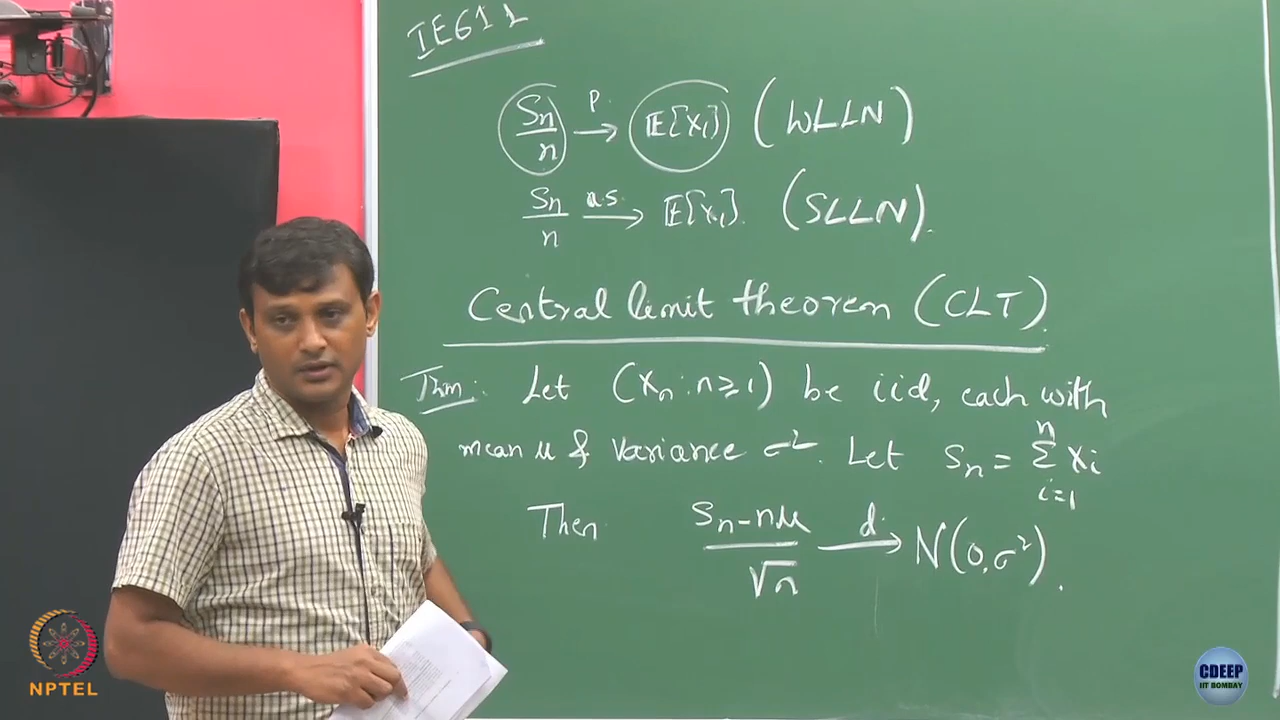 IE611
Sn/n →p. E[X1] (WLLN)
Sn/n →a.s. E[X1]. (SLLN).
Central limit theorem (CLT).
Thm: Let (Xn : n≥1) be iid, each with
mean μ & variance σ². Let Sn = Σ_{i=1}^{n} Xi
Then (Sn - nμ)/√n →d. N(0,σ²).
NPTEL
CDEEP
IIT BOMBAY